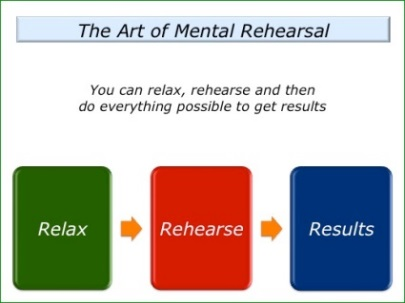 The Art of Mental Rehearsal
You can relax, rehearse and then
do everything possible to get results
Relax
Rehearse
Results